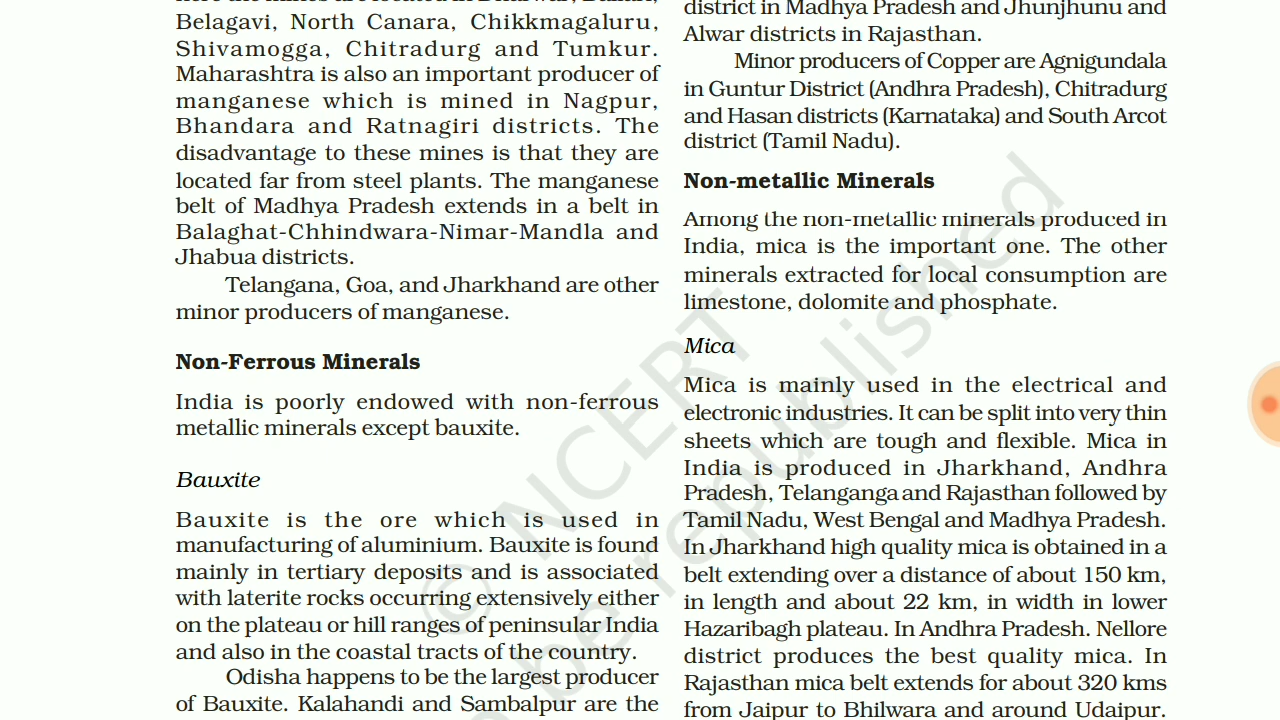 Belagavi, North Canara, Chikkmagaluru,
Shivamogga, Chitradurg and Tumkur.
Maharashtra is also an important producer of
manganese which is mined in Nagpur,
Bhandara and Ratnagiri districts. The
disadvantage to these mines is that they are
located far from steel plants. The manganese
belt of Madhya Pradesh extends in a belt in
Balaghat-Chhindwara-Nimar-Mandla and
Jhabua districts.
Telangana, Goa, and Jharkhand are other
minor producers of manganese.
Non-Ferrous Minerals
India is poorly endowed with non-ferrous
metallic minerals except bauxite.
Bauxite
Bauxite is the ore which is used in
manufacturing of aluminium. Bauxite is found
mainly in tertiary deposits and is associated
with laterite rocks occurring extensively either
on the plateau or hill ranges of peninsular India
and also in the coastal tracts of the country.
Odisha happens to be the largest producer
of Bauxite. Kalahandi and Sambalpur are the
district in Madhya Pradesh and Jhunjhunu and
Alwar districts in Rajasthan.
Minor producers of Copper are Agnigundala
in Guntur District (Andhra Pradesh), Chitradurg
and Hasan districts (Karnataka) and South Arcot
district (Tamil Nadu).
Non-metallic Minerals
Among the non-metallic minerals produced in
India, mica is the important one. The other
minerals extracted for local consumption are
limestone, dolomite and phosphate.
Mica
Mica is mainly used in the electrical and
electronic industries. It can be split into very thin
sheets which are tough and flexible. Mica in
India is produced in Jharkhand, Andhra
Pradesh, Telanganga and Rajasthan followed by
Tamil Nadu, West Bengal and Madhya Pradesh.
In Jharkhand high quality mica is obtained in a
belt extending over a distance of about 150 km,
in length and about 22 km, in width in lower
Hazaribagh plateau. In Andhra Pradesh. Nellore
district produces the best quality mica. In
Rajasthan mica belt extends for about 320 kms
from Jaipur to Bhilwara and around Udaipur.
© NCERT
be republished